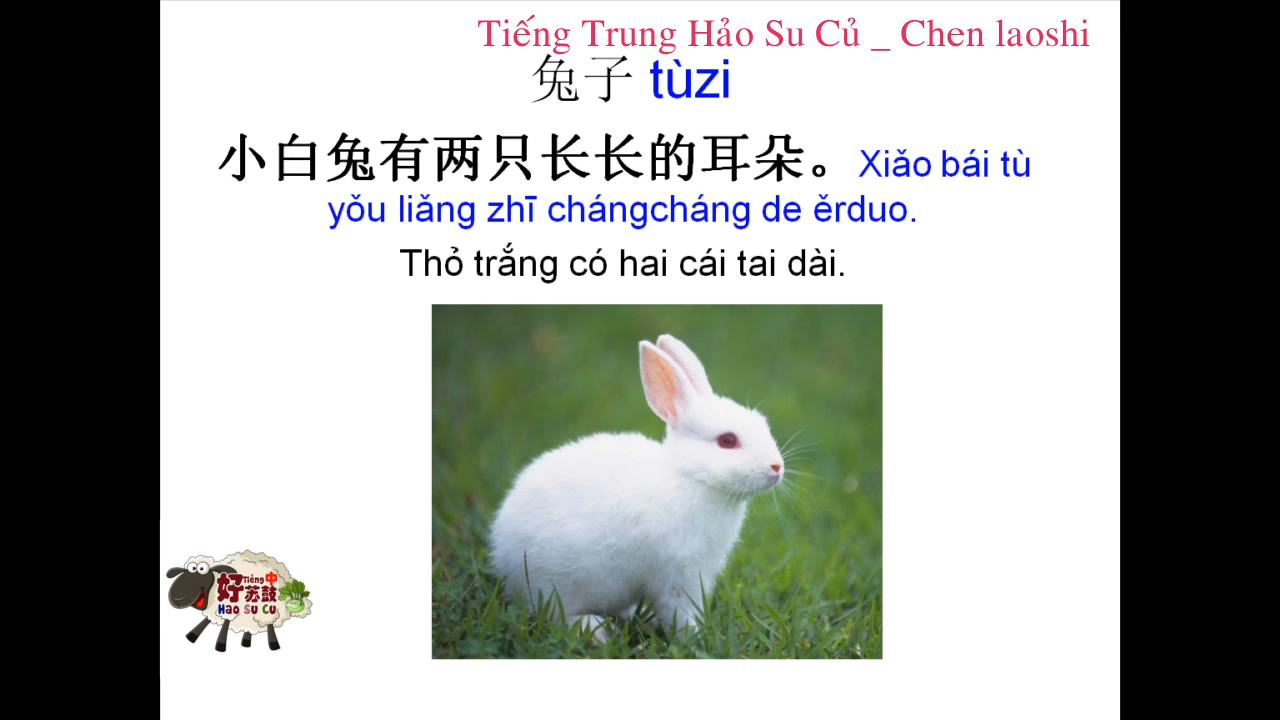 Tiếng Trung Hảo Su Củ _ Chen laoshi
兔子 tùzi
小白兔有两只长长的耳朵。Xiǎo bái tù
yǒu liǎng zhī chángcháng de ěrduo.
Thỏ trắng có hai cái tai dài.
好 Tiếng 中
苏鼓
Hao Su Cu